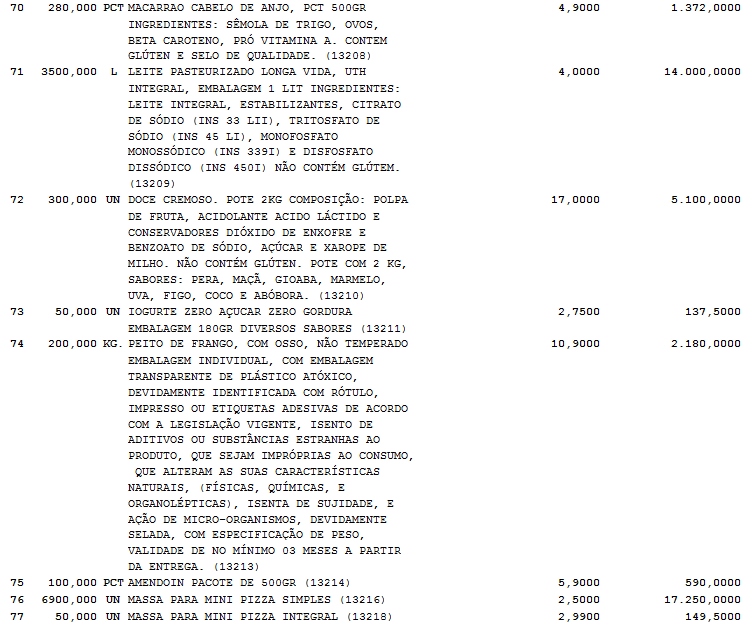 70 280,000 PCT MACARRAO CABELO DE ANJO, PCT 500GR 4,9000 1.372,0000
INGREDIENTES: SÊMOLA DE TRIGO, OVOS,
BETA CAROTENO, PRÓ VITAMINA A. CONTEM
GLÚTEN E SELO DE QUALIDADE. (13208)
71 3500,000 L LEITE PASTEURIZADO LONGA VIDA, UTH 4,0000 14.000,0000
INTEGRAL, EMBALAGEM 1 LIT INGREDIENTES:
LEITE INTEGRAL, ESTABILIZANTES, CITRATO
DE SÓDIO (INS 33 LII), TRITOSFATO DE
SÓDIO (INS 45 LI), MONOFOSFATO
MONOSSÓDICO (INS 339I) E DISFOSFATO
DISSÓDICO (INS 450I) NÃO CONTÉM GLÚTEM.
(13209)
72 300,000 UN DOCE CREMOSO. POTE 2KG COMPOSIÇÃO: POLPA 17,0000 5.100,0000
DE FRUTA, ACIDOLANTE ACIDO LÁCTIDO E
CONSERVADORES DIÓXIDO DE ENXOFRE E
BENZOATO DE SÓDIO, AÇÚCAR E XAROPE DE
MILHO. NÃO CONTÉM GLÚTEN. POTE COM 2 KG,
SABORES: PERA, MAÇÃ, GIOABA, MARMELO,
UVA, FIGO, COCO E ABÓBORA. (13210)
73 50,000 UN IOGURTE ZERO AÇUCAR ZERO GORDURA 2,7500 137,5000
EMBALAGEM 180GR DIVERSOS SABORES (13211)
74 200,000 KG. PEITO DE FRANGO, COM OSSO, NÃO TEMPERADO 10,9000 2.180,0000
EMBALAGEM INDIVIDUAL, COM EMBALAGEM
TRANSPARENTE DE PLÁSTICO ATÓXICO,
DEVIDAMENTE IDENTIFICADA COM RÓTULO,
IMPRESSO OU ETIQUETAS ADESIVAS DE ACORDO
COM A LEGISLAÇÃO VIGENTE, ISENTO DE
ADITIVOS OU SUBSTÂNCIAS ESTRANHAS AO
PRODUTO, QUE SEJAM IMPRÓPRIAS AO CONSUMO,
QUE ALTERAM AS SUAS CARACTERÍSTICAS
NATURAIS, (FÍSICAS, QUÍMICAS, E
ORGANOLÉPTICAS), ISENTA DE SUJIDADE, E
AÇÃO DE MICRO-ORGANISMOS, DEVIDAMENTE
SELADA, COM ESPECIFICAÇÃO DE PESO,
VALIDADE DE NO MÍNIMO 03 MESES A PARTIR
DA ENTREGA. (13213)
75 100,000 PCT AMENDOIN PACOTE DE 500GR (13214) 5,9000 590,0000
76 6900,000 UN MASSA PARA MINI PIZZA SIMPLES (13216) 2,5000 17.250,0000
77 50,000 UN MASSA PARA MINI PIZZA INTEGRAL (13218) 2,9900 149,5000